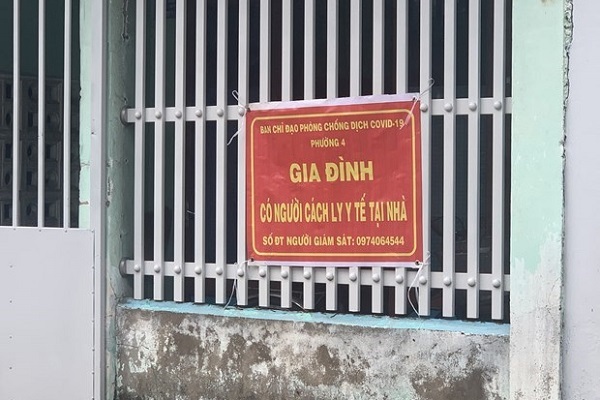 BAN CHỈ ĐẠO PHÒNG CHỐNG DỊCH COVID-19
PHƯỜNG 4
GIA ĐÌNH
CÓ NGƯỜI CÁCH LY Y TẾ TẠI NHÀ
SỐ ĐT NGƯỜI GIÁM SÁT: 0974064544